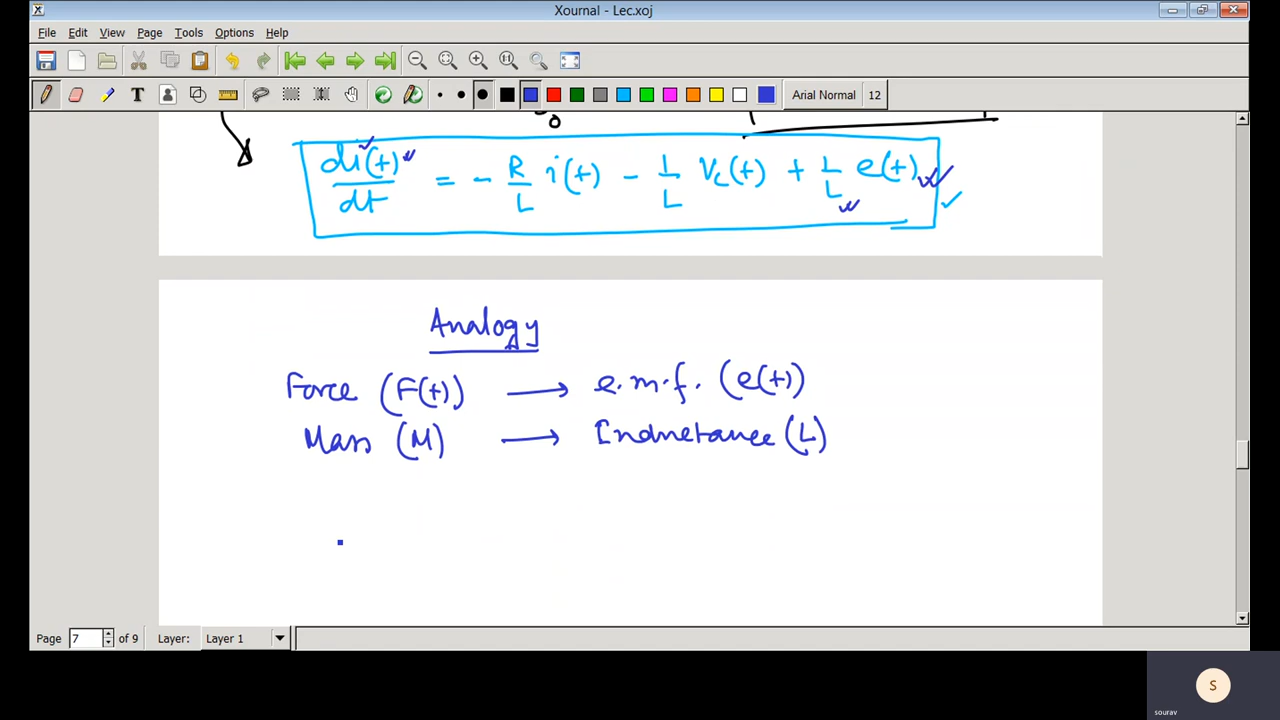 Xournal - Lec.xoj
File Edit View Page Tools Options Help
Arial Normal 12
di(t)/dt = - R/L i(t) - 1/L Vc(t) + 1/L e(t)
Analogy
Force (F(t)) → e.m.f. (e(t))
Mass (M) → Inductance (L)
Page 7 of 9 Layer: Layer 1
S
sourav